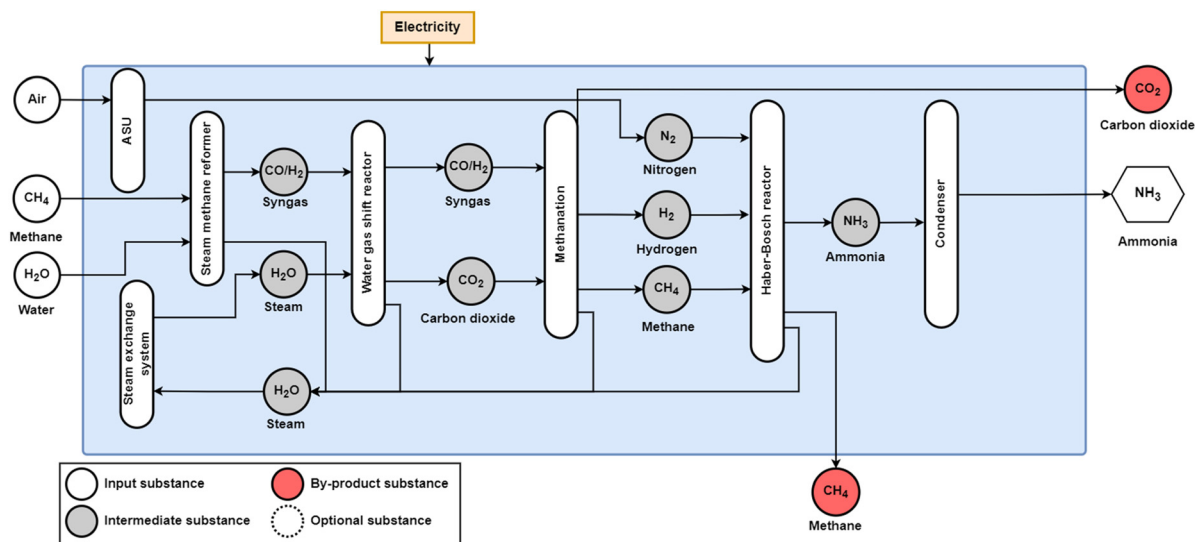 Electricity
Air
ASU
CO₂
Carbon dioxide
CH₄
Methane
H₂O
Water
Steam methane reformer
CO/H₂
Syngas
H₂O
Steam
Steam exchange
system
H₂O
Steam
Water gas shift reactor
CO/H₂
Syngas
CO₂
Carbon dioxide
Methanation
N₂
Nitrogen
H₂
Hydrogen
CH₄
Methane
Haber-Bosch reactor
NH₃
Ammonia
Condenser
NH₃
Ammonia
CH₄
Methane
Input substance
By-product substance
Intermediate substance
Optional substance